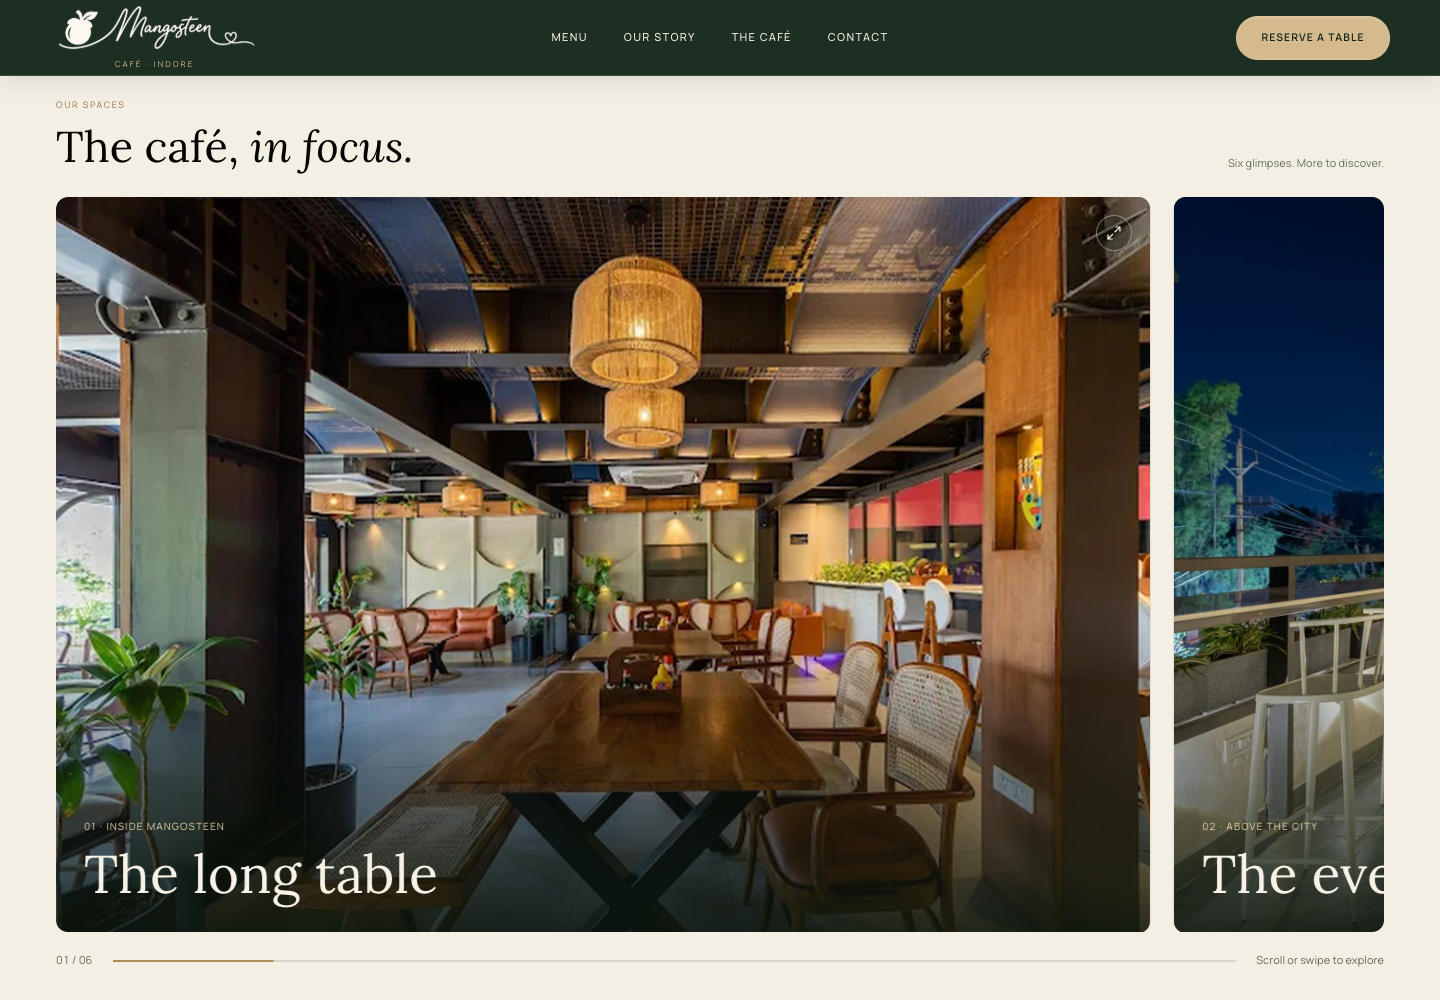 Mangosteen
CAFÉ · INDORE
MENU
OUR STORY
THE CAFÉ
CONTACT
RESERVE A TABLE
OUR SPACES
The café, in focus.
Six glimpses. More to discover.
01 · INSIDE MANGOSTEEN
The long table
02 · ABOVE THE CITY
The eve
01 / 06
Scroll or swipe to explore